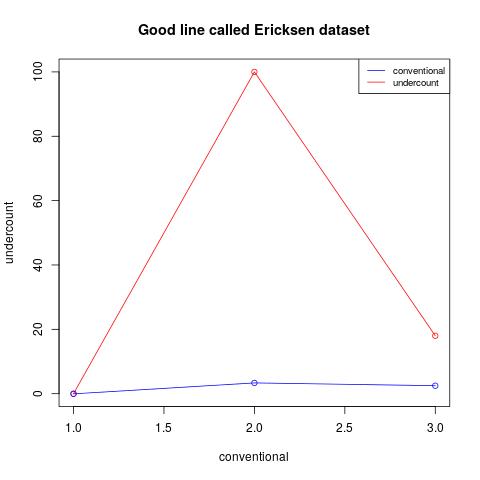 Good line called Ericksen dataset
conventional
undercount
undercount
100
80
60
40
20
0
1.0 1.5 2.0 2.5 3.0
conventional